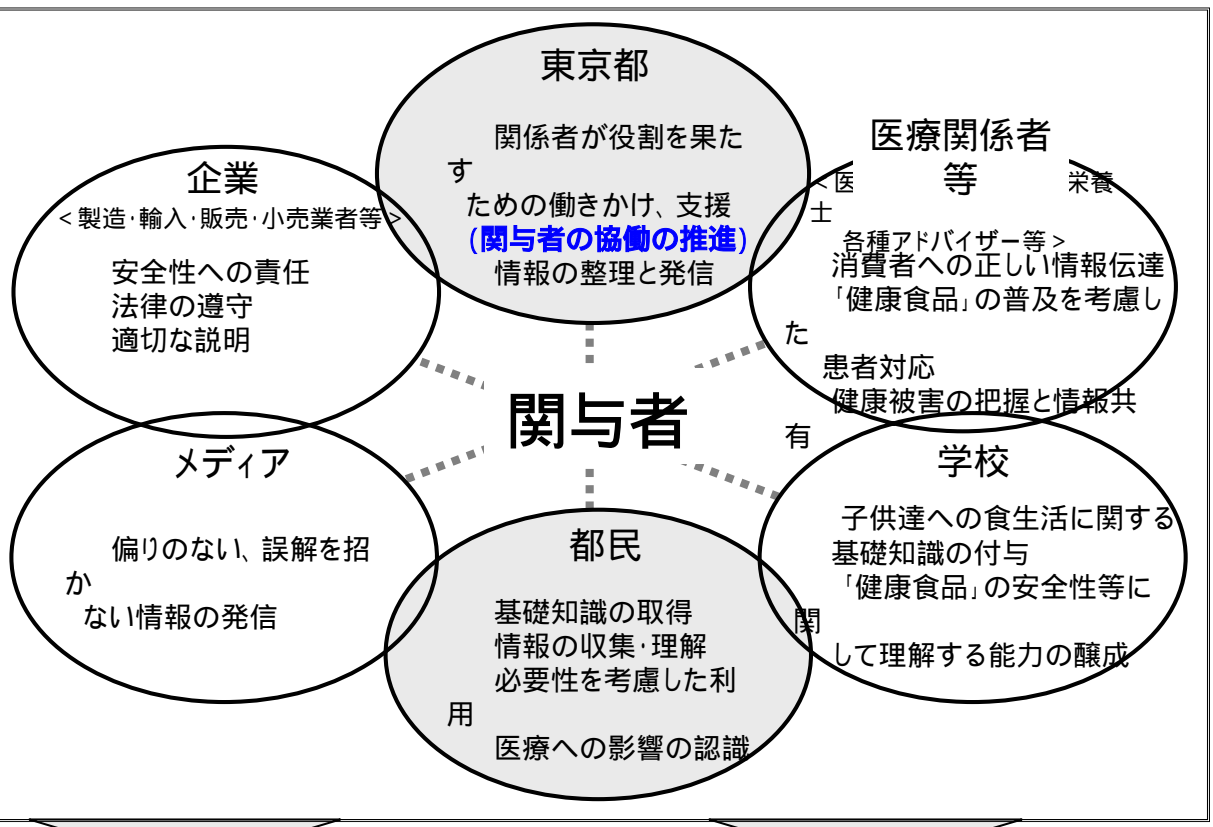 東京都
関係者が役割を果た
す
ための働きかけ、支援
(関与者の協働の推進)
情報の整理と発信
企業
<製造･輸入･販売･小売業者等>
安全性への責任
法律の遵守
適切な説明
医療関係者
等
<医 栄養
士
各種アドバイザー等>
消費者への正しい情報伝達
｢健康食品｣の普及を考慮し
た
患者対応
健康被害の把握と情報共
有
関与者
メディア
偏りのない、誤解を招
か
ない情報の発信
都民
基礎知識の取得
情報の収集･理解
必要性を考慮した利
用
医療への影響の認識
学校
子供達への食生活に関する
基礎知識の付与
｢健康食品｣の安全性等に
関
して理解する能力の醸成